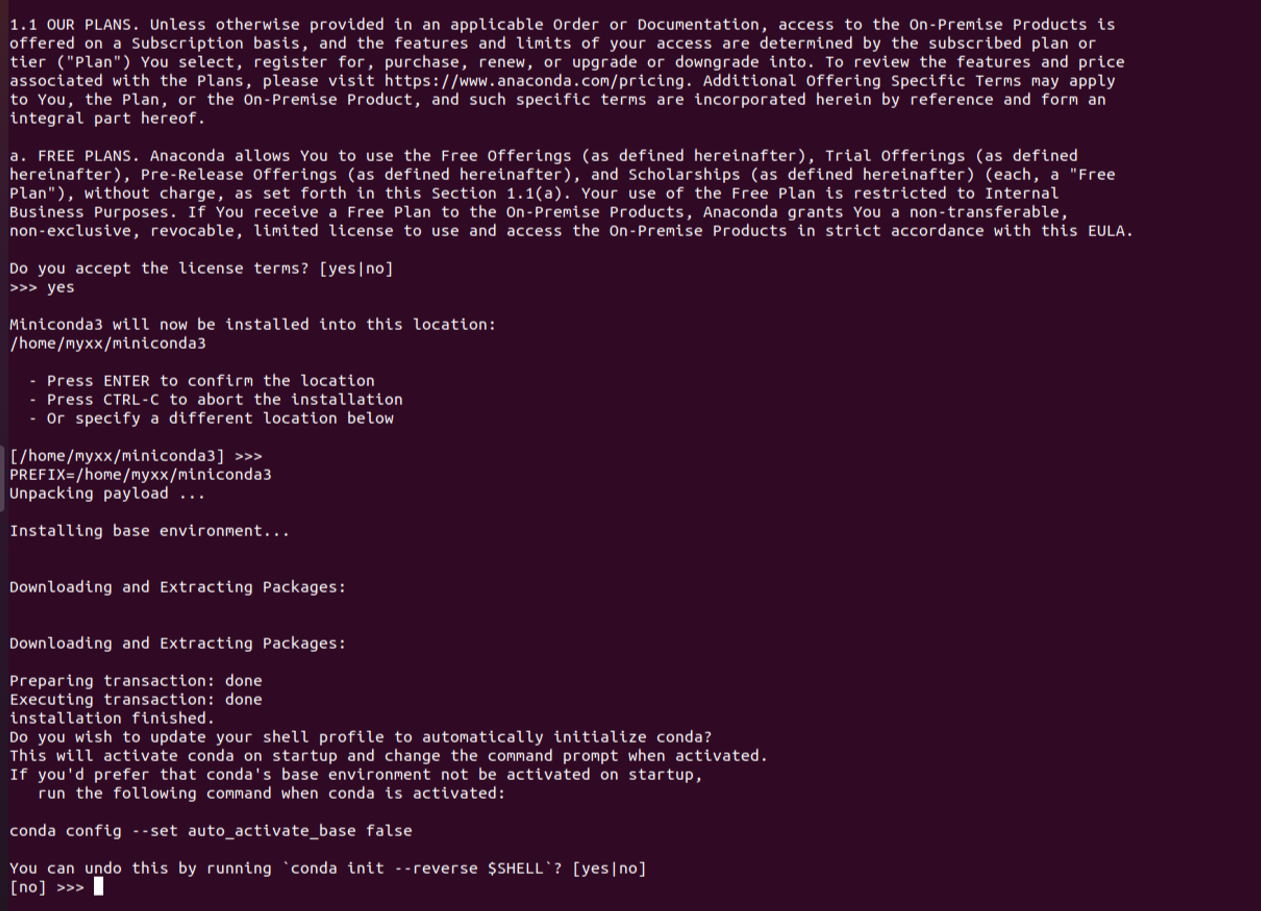 1.1 OUR PLANS. Unless otherwise provided in an applicable Order or Documentation, access to the On-Premise Products is
offered on a Subscription basis, and the features and limits of your access are determined by the subscribed plan or
tier ("Plan") You select, register for, purchase, renew, or upgrade or downgrade into. To review the features and price
associated with the Plans, please visit https://www.anaconda.com/pricing. Additional Offering Specific Terms may apply
to You, the Plan, or the On-Premise Product, and such specific terms are incorporated herein by reference and form an
integral part hereof.

a. FREE PLANS. Anaconda allows You to use the Free Offerings (as defined hereinafter), Trial Offerings (as defined
hereinafter), Pre-Release Offerings (as defined hereinafter), and Scholarships (as defined hereinafter) (each, a "Free
Plan"), without charge, as set forth in this Section 1.1(a). Your use of the Free Plan is restricted to Internal
Business Purposes. If You receive a Free Plan to the On-Premise Products, Anaconda grants You a non-transferable,
non-exclusive, revocable, limited license to use and access the On-Premise Products in strict accordance with this EULA.

Do you accept the license terms? [yes|no]
>>> yes

Miniconda3 will now be installed into this location:
/home/myxx/miniconda3

  - Press ENTER to confirm the location
  - Press CTRL-C to abort the installation
  - Or specify a different location below

[/home/myxx/miniconda3] >>>
PREFIX=/home/myxx/miniconda3
Unpacking payload ...

Installing base environment...

Downloading and Extracting Packages:

Downloading and Extracting Packages:

Preparing transaction: done
Executing transaction: done
installation finished.
Do you wish to update your shell profile to automatically initialize conda?
This will activate conda on startup and change the command prompt when activated.
If you'd prefer that conda's base environment not be activated on startup,
   run the following command when conda is activated:

conda config --set auto_activate_base false

You can undo this by running `conda init --reverse $SHELL`? [yes|no]
[no] >>>